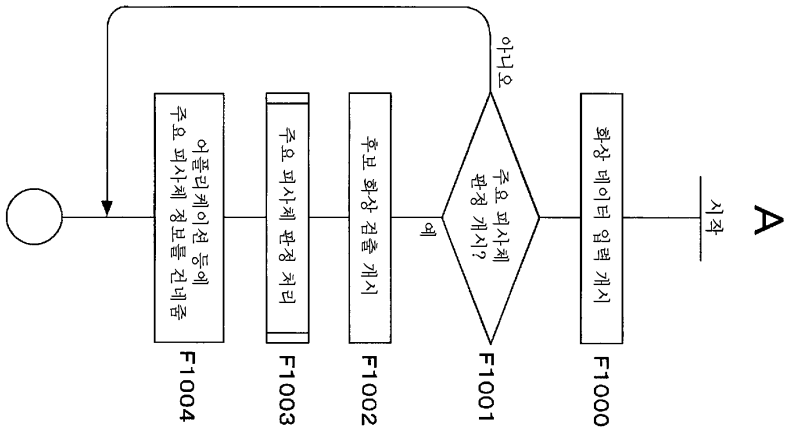 A
시작
화상 데이터 입력 개시
F1000
주요 피사체
판정 개시?
F1001
아니오
예
후보 화상 검출 개시
F1002
주요 피사체 판정 처리
F1003
어플리케이션 등에
주요 피사체 정보를 건네줌
F1004